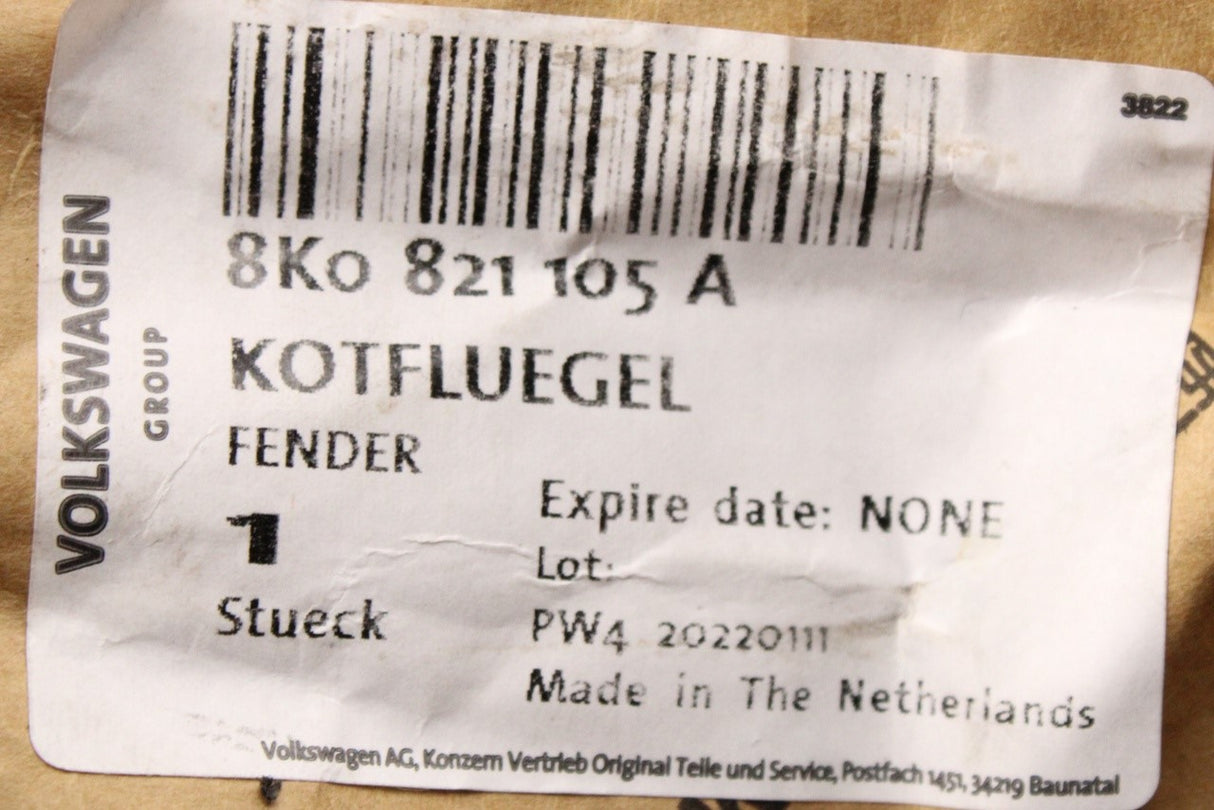 3822
VOLKSWAGEN
GROUP
8K0 821 105 A
KOTFLUEGEL
FENDER
1
Stueck
Expire date: NONE
Lot:
PW4 20220111
Made in The Netherlands
Volkswagen AG, Konzern Vertrieb Original Teile und Service, Postfach 1451, 34219 Baunatal